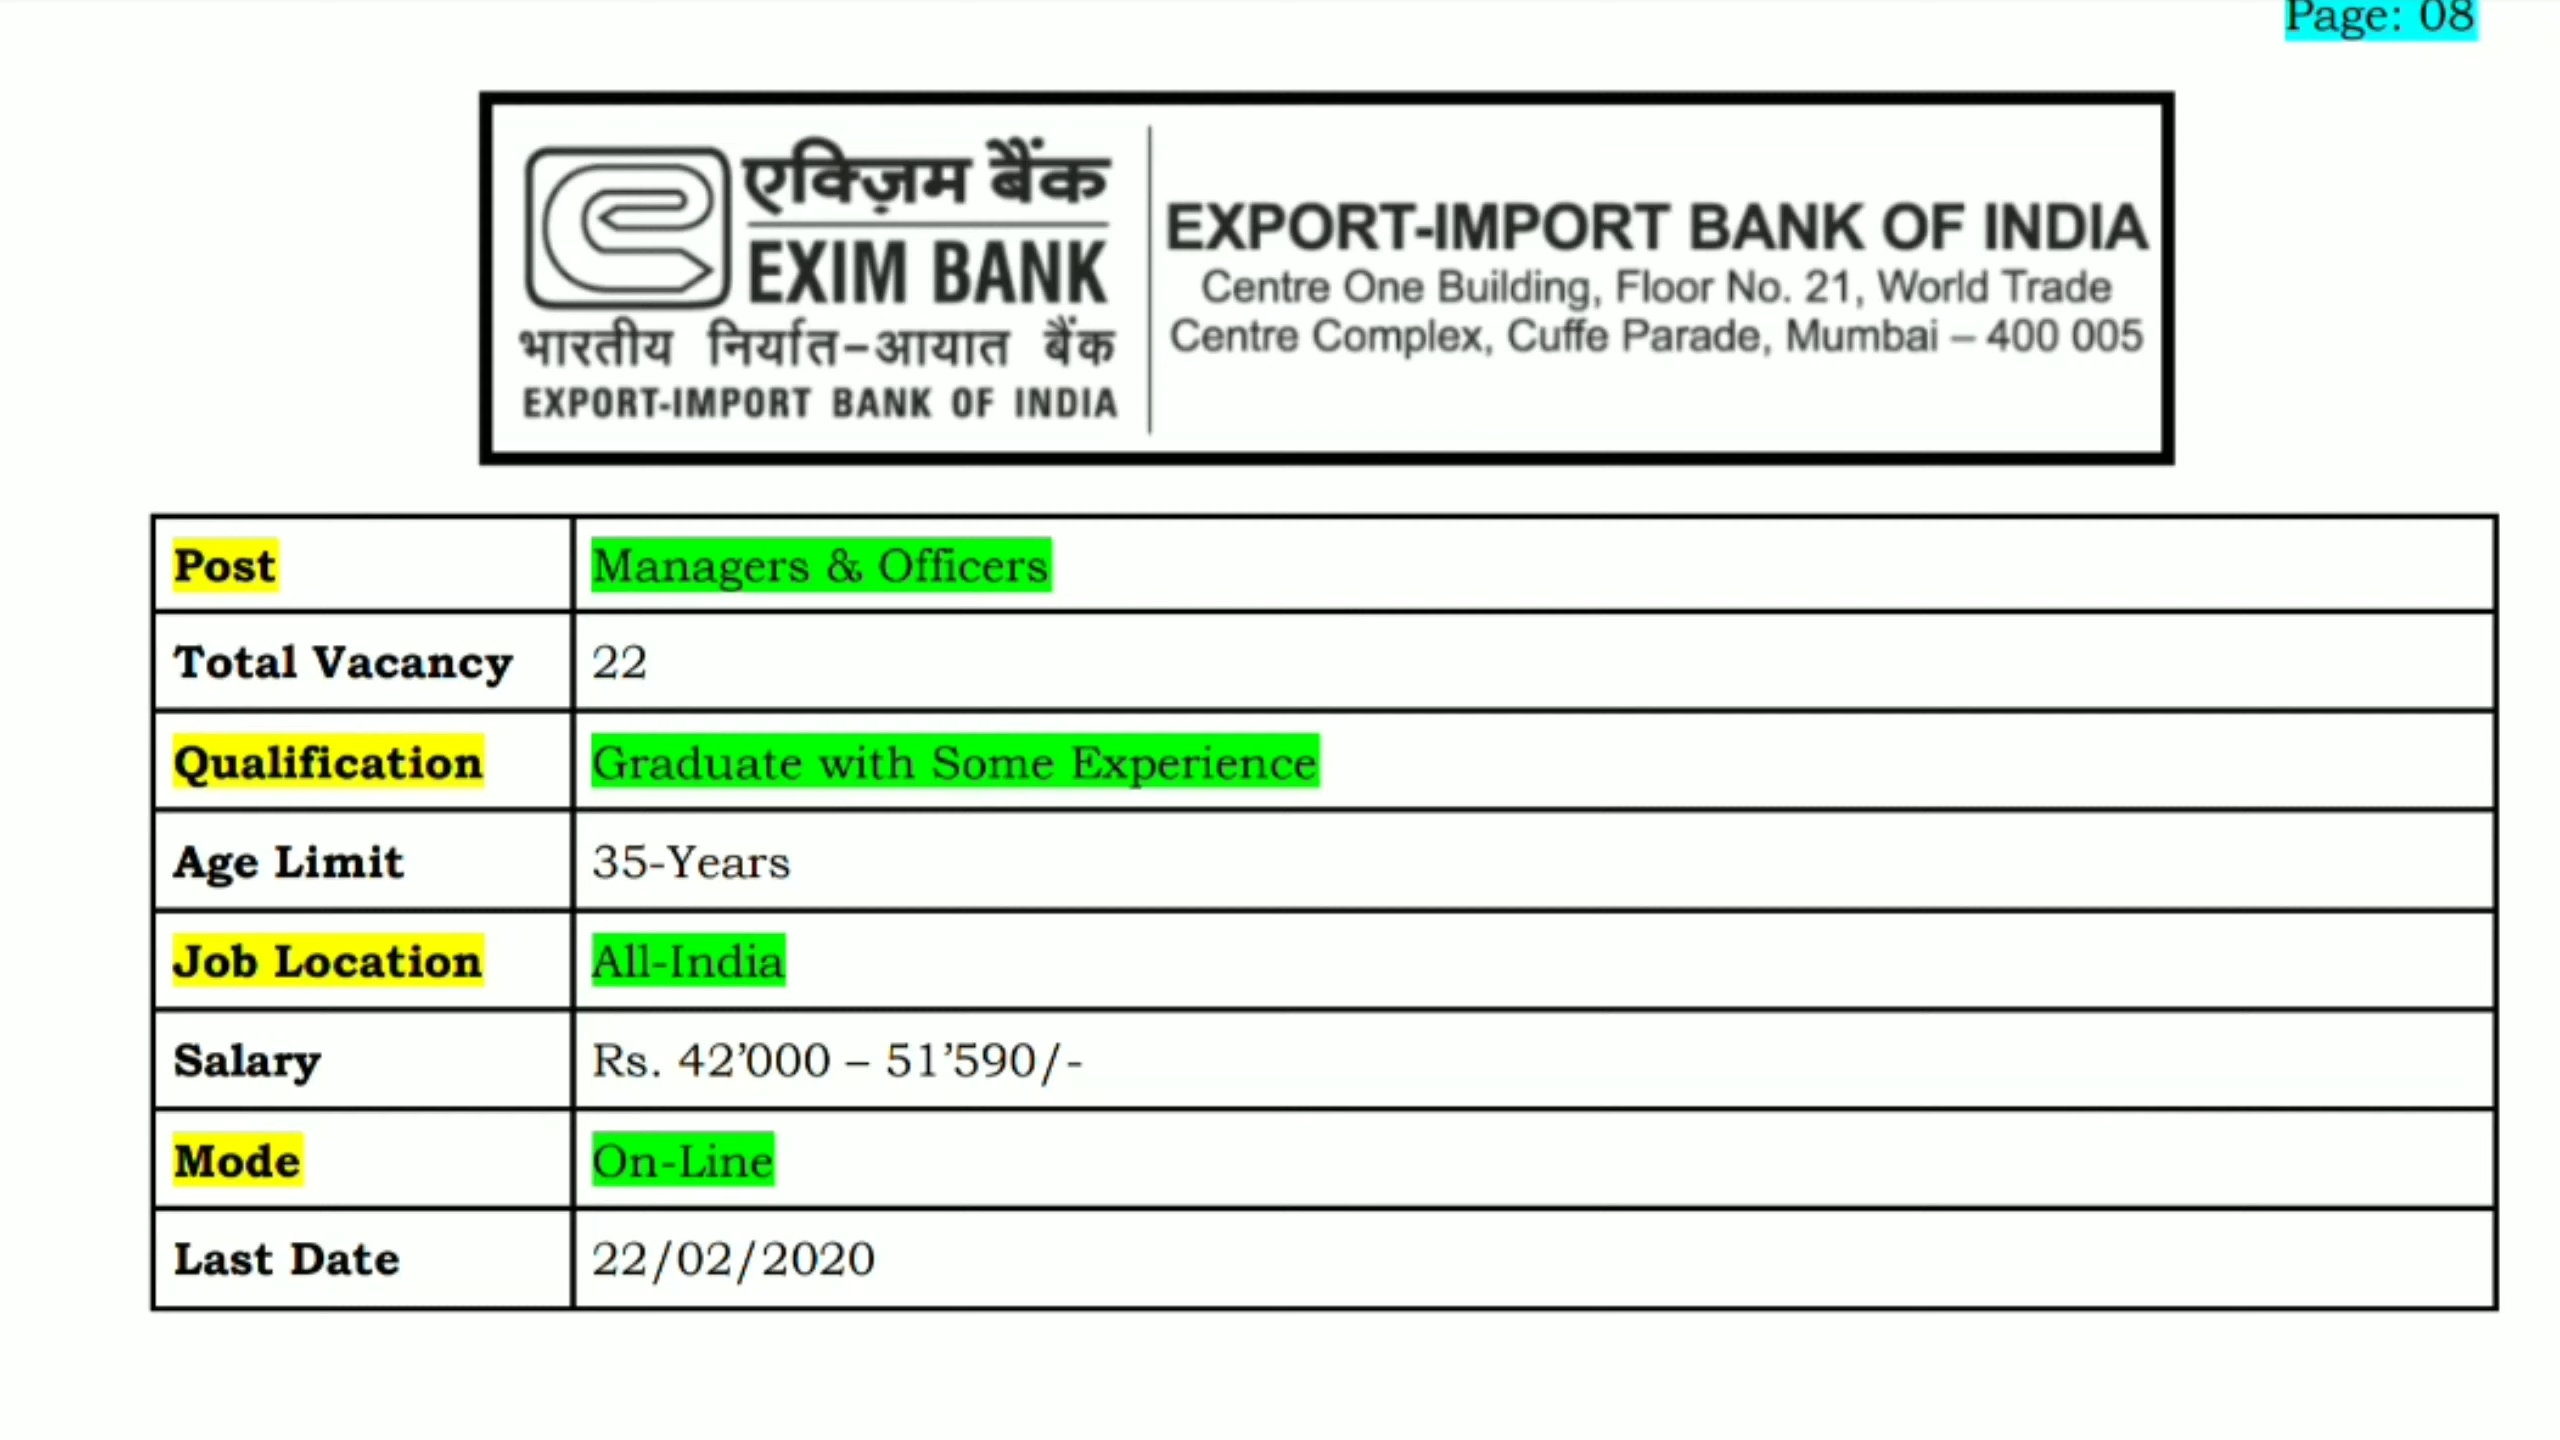 Page: 08
एक्ज़िम बैंक
EXIM BANK
भारतीय निर्यात-आयात बैंक
EXPORT-IMPORT BANK OF INDIA
EXPORT-IMPORT BANK OF INDIA
Centre One Building, Floor No. 21, World Trade
Centre Complex, Cuffe Parade, Mumbai – 400 005
Post Managers & Officers
Total Vacancy 22
Qualification Graduate with Some Experience
Age Limit 35-Years
Job Location All-India
Salary Rs. 42’000 – 51’590/-
Mode On-Line
Last Date 22/02/2020